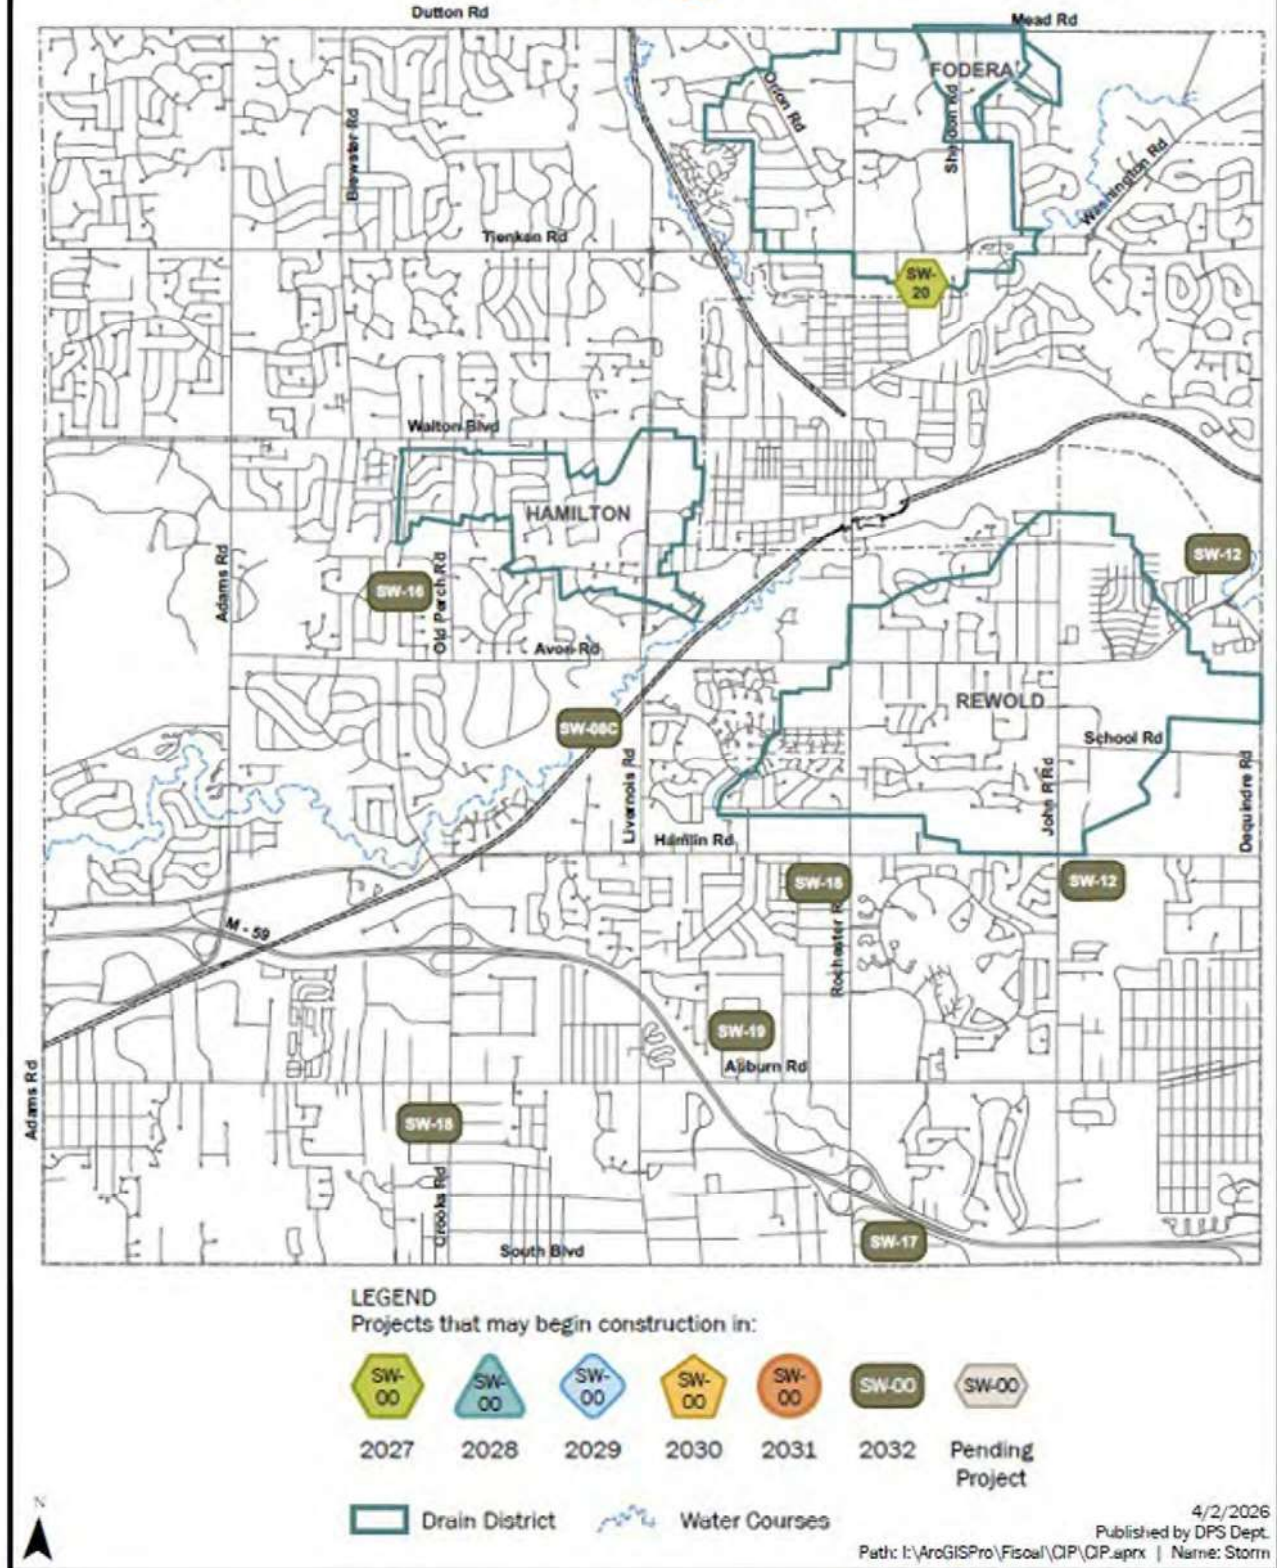 Dutton Rd
Mead Rd
FODERA
Orion Rd
Brewster Rd
Sheldon Rd
Washington Rd
Tienken Rd
SW-
20
Walton Blvd
HAMILTON
SW-12
Adams Rd
SW-16
Old Perch Rd
Avon Rd
REWOLD
SW-08C
School Rd
Livernois Rd
John R Rd
Dequindre Rd
Hamlin Rd
SW-12
M - 59
Rochester R
SW-19
Auburn Rd
Adams Rd
SW-18
Crooks Rd
SW-17
South Blvd
LEGEND
Projects that may begin construction in:
SW-
00
SW-
00
SW-
00
SW-
00
SW-
00
SW-00
SW-00
2027
2028
2029
2030
2031
2032
Pending
Project
Drain District
Water Courses
N
4/2/2026
Published by DPS Dept.
Path: I:\ArcGISPro\Fiscal\CIP\CIP.aprx | Name: Storm